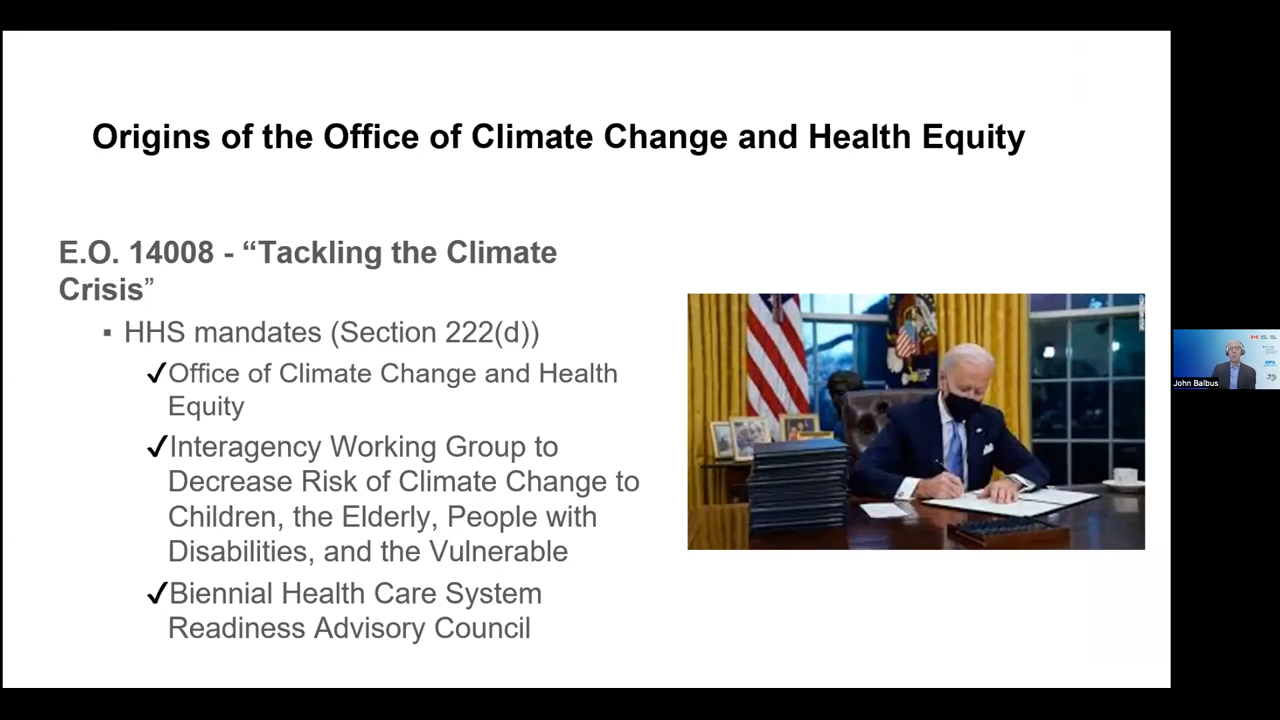 Origins of the Office of Climate Change and Health Equity
E.O. 14008 - “Tackling the Climate
Crisis”
▪ HHS mandates (Section 222(d))
✓Office of Climate Change and Health
Equity
✓Interagency Working Group to
Decrease Risk of Climate Change to
Children, the Elderly, People with
Disabilities, and the Vulnerable
✓Biennial Health Care System
Readiness Advisory Council
John Balbus